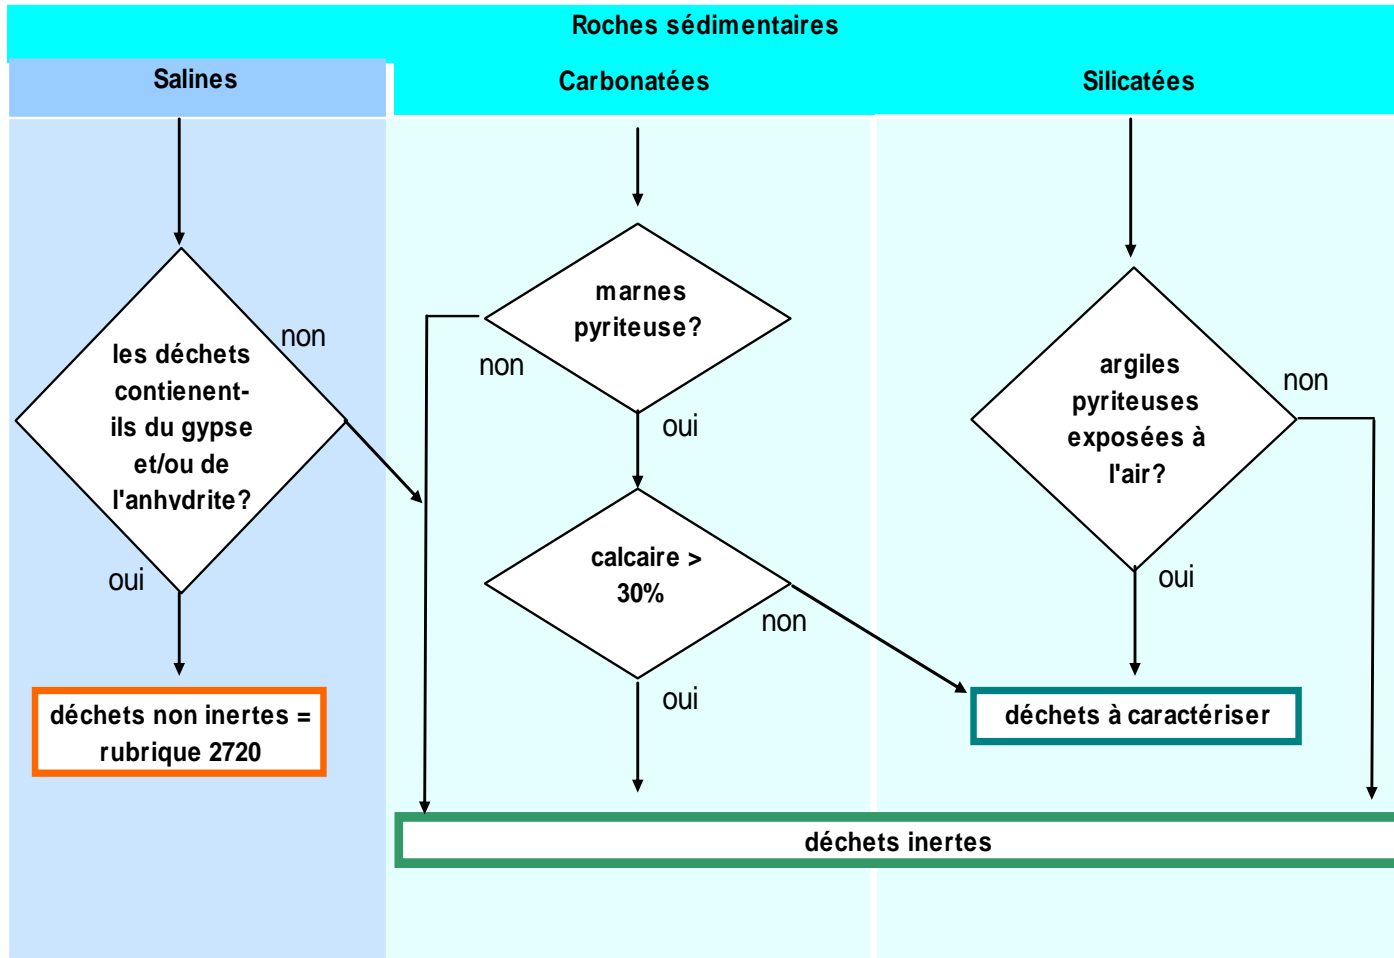 Roches sédimentaires
Salines
Carbonatées
Silicatées
les déchets
contienent-
ils du gypse
et/ou de
l'anhydrite?
non
oui
déchets non inertes =
rubrique 2720
marnes
pyriteuse?
non
oui
calcaire >
30%
non
oui
argiles
pyriteuses
exposées à
l'air?
non
oui
déchets à caractériser
déchets inertes